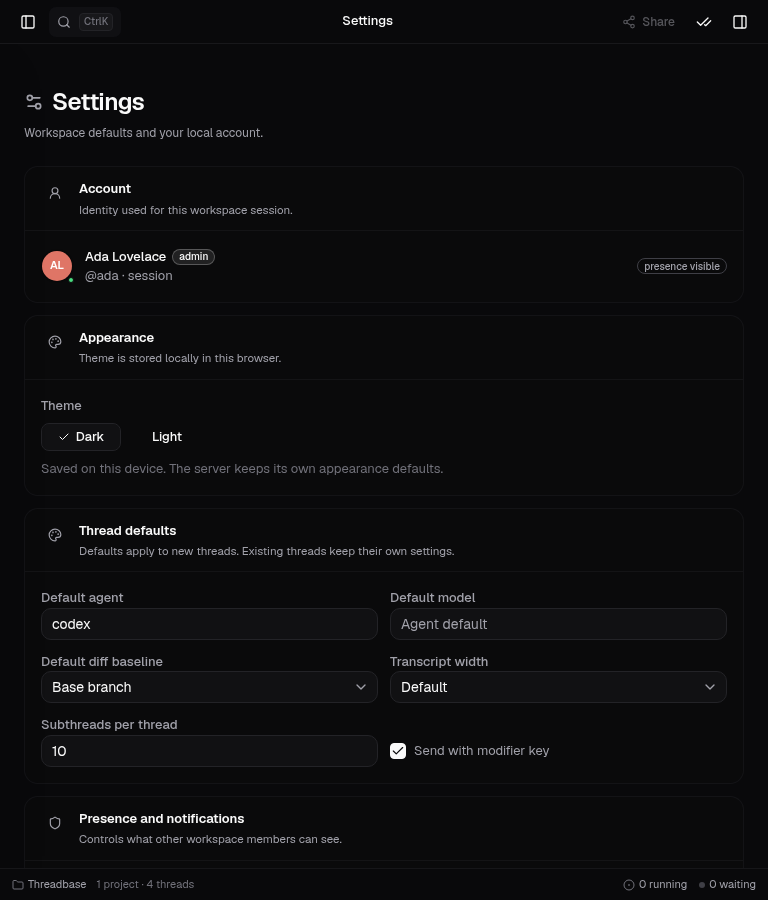 CtrlK
Settings
Share
Settings
Workspace defaults and your local account.
Account
Identity used for this workspace session.
AL
Ada Lovelace admin
@ada · session
presence visible
Appearance
Theme is stored locally in this browser.
Theme
Dark
Light
Saved on this device. The server keeps its own appearance defaults.
Thread defaults
Defaults apply to new threads. Existing threads keep their own settings.
Default agent
codex
Default model
Agent default
Default diff baseline
Base branch
Transcript width
Default
Subthreads per thread
10
Send with modifier key
Presence and notifications
Controls what other workspace members can see.
Threadbase 1 project · 4 threads
0 running 0 waiting